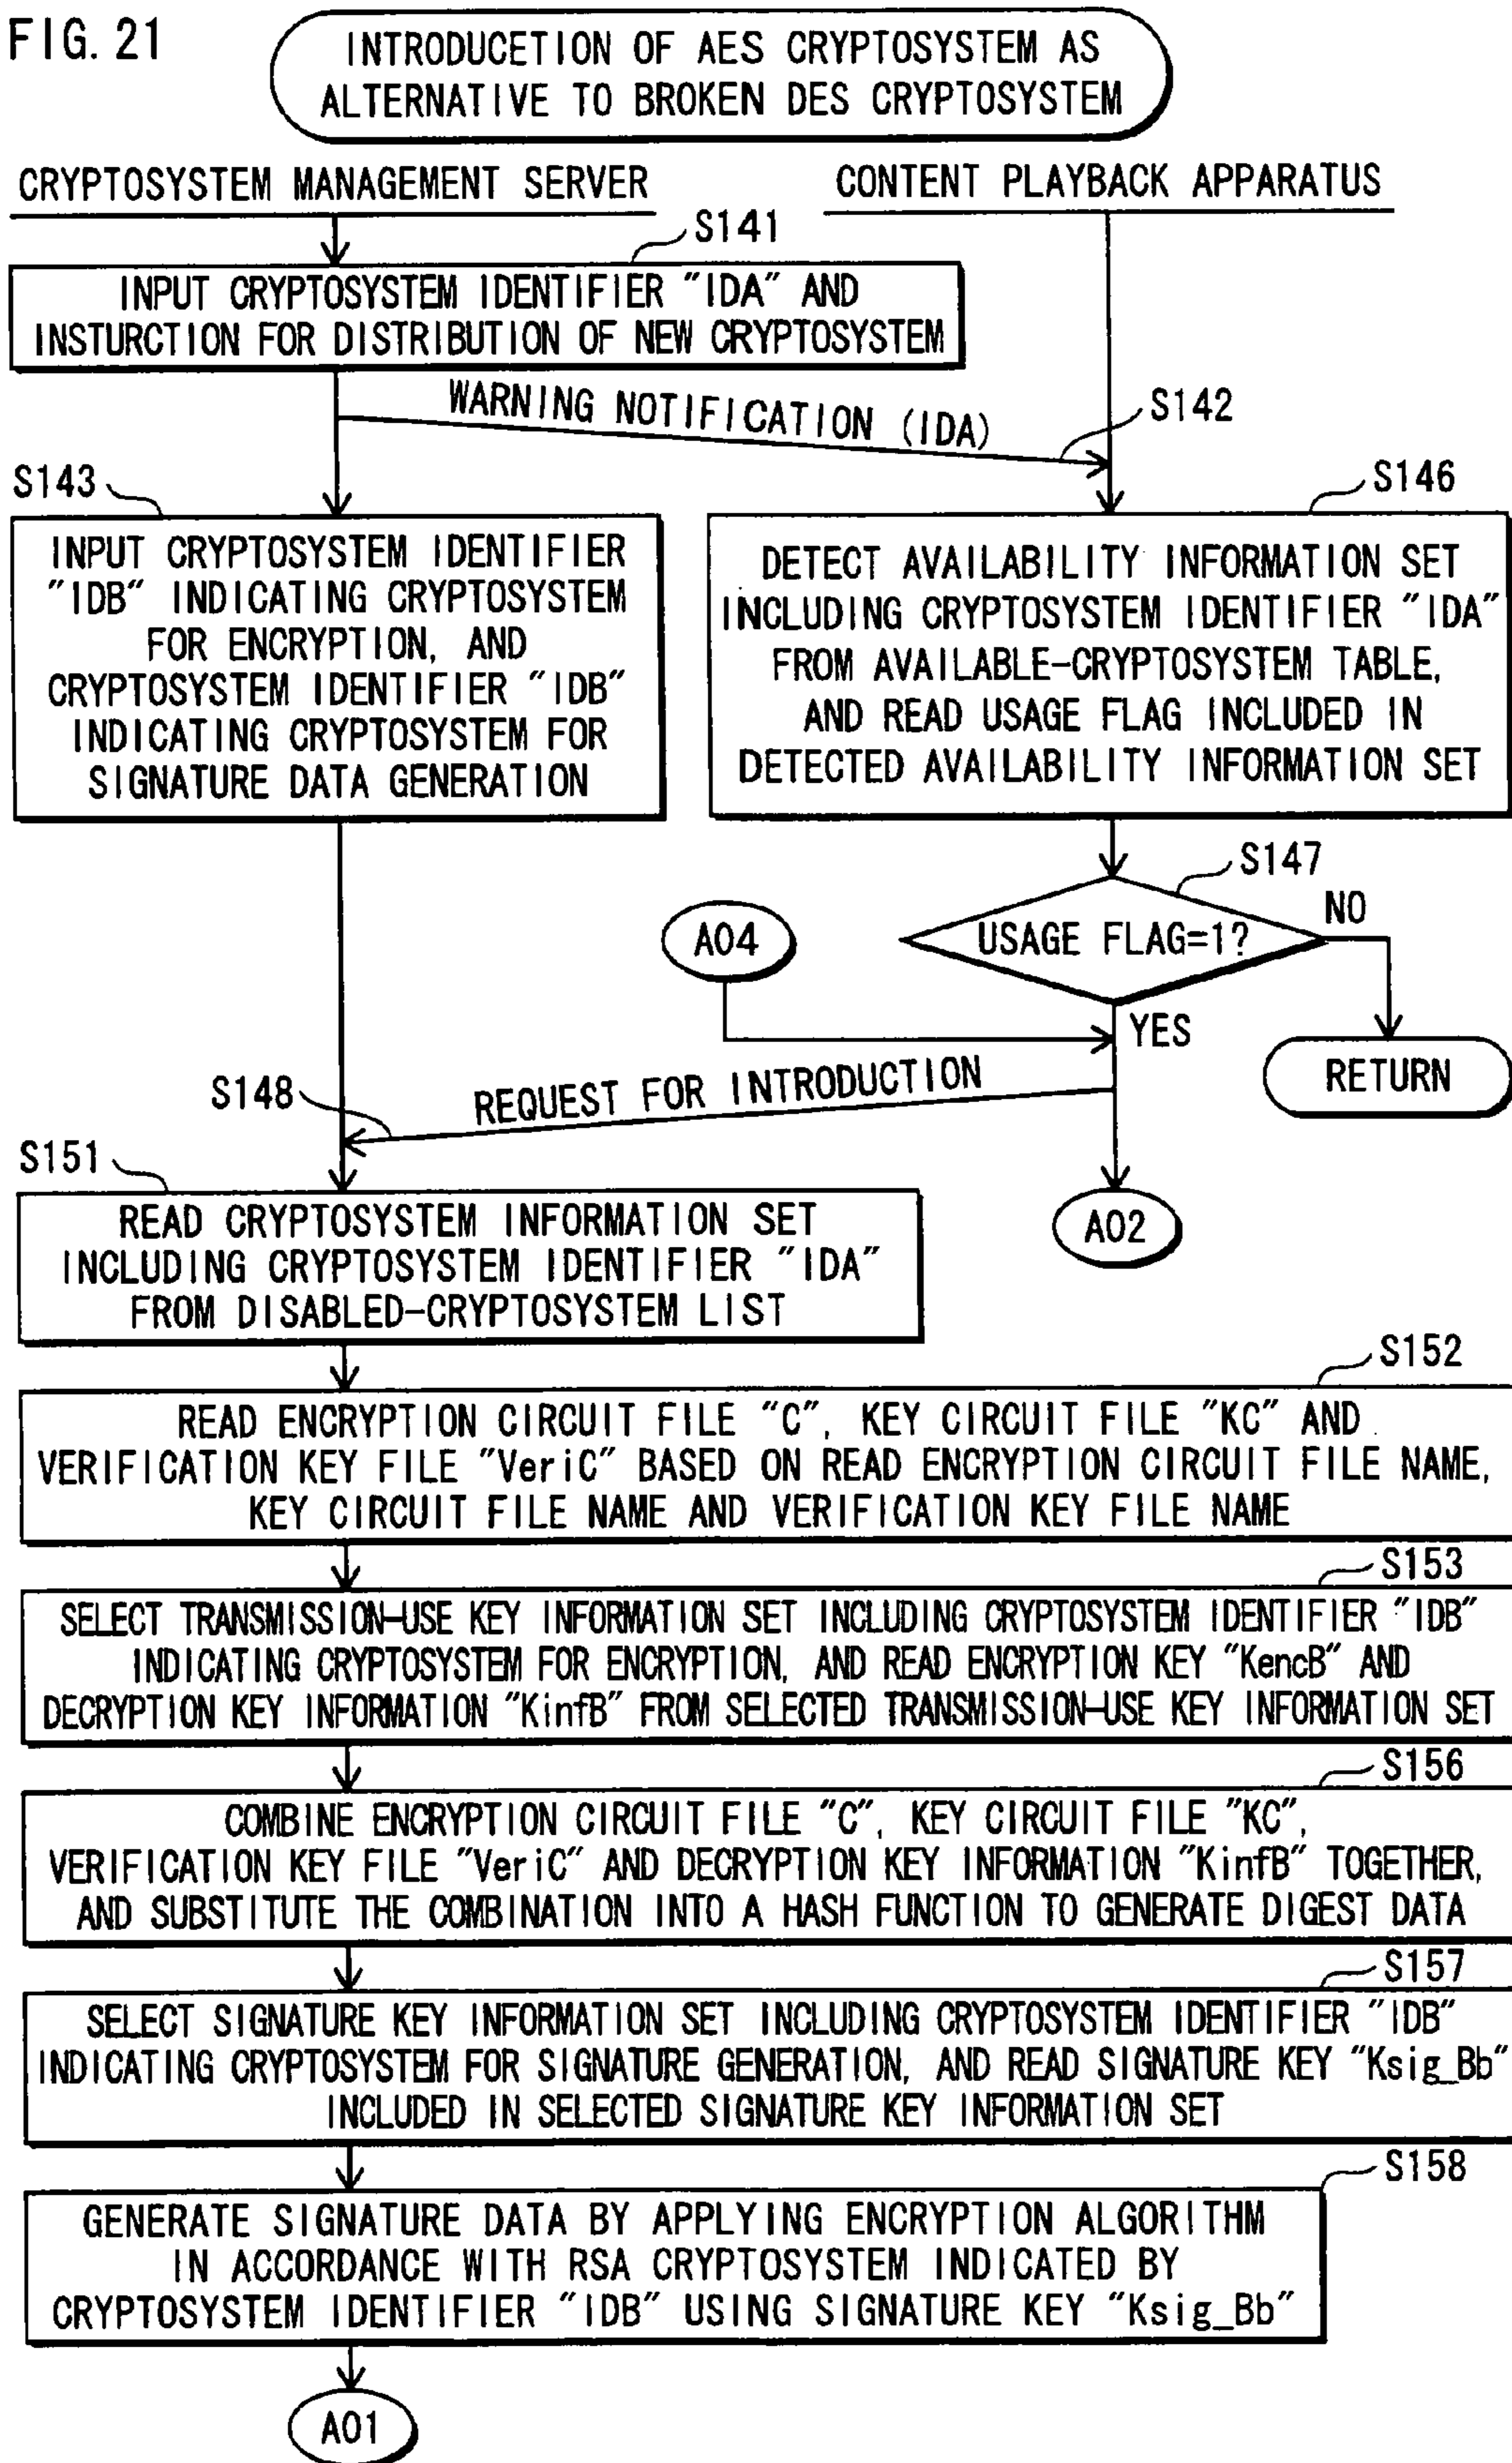 FIG. 21
INTRODUCETION OF AES CRYPTOSYSTEM AS
ALTERNATIVE TO BROKEN DES CRYPTOSYSTEM
CRYPTOSYSTEM MANAGEMENT SERVER
CONTENT PLAYBACK APPARATUS
S141
INPUT CRYPTOSYSTEM IDENTIFIER "IDA" AND
INSTURCTION FOR DISTRIBUTION OF NEW CRYPTOSYSTEM
WARNING NOTIFICATION (IDA)
S142
S143
INPUT CRYPTOSYSTEM IDENTIFIER
"IDB" INDICATING CRYPTOSYSTEM
FOR ENCRYPTION, AND
CRYPTOSYSTEM IDENTIFIER "IDB"
INDICATING CRYPTOSYSTEM FOR
SIGNATURE DATA GENERATION
S146
DETECT AVAILABILITY INFORMATION SET
INCLUDING CRYPTOSYSTEM IDENTIFIER "IDA"
FROM AVAILABLE-CRYPTOSYSTEM TABLE,
AND READ USAGE FLAG INCLUDED IN
DETECTED AVAILABILITY INFORMATION SET
S147
USAGE FLAG=1?
NO
A04
YES
RETURN
S148
REQUEST FOR INTRODUCTION
A02
S151
READ CRYPTOSYSTEM INFORMATION SET
INCLUDING CRYPTOSYSTEM IDENTIFIER "IDA"
FROM DISABLED-CRYPTOSYSTEM LIST
S152
READ ENCRYPTION CIRCUIT FILE "C", KEY CIRCUIT FILE "KC" AND
VERIFICATION KEY FILE "VeriC" BASED ON READ ENCRYPTION CIRCUIT FILE NAME,
KEY CIRCUIT FILE NAME AND VERIFICATION KEY FILE NAME
S153
SELECT TRANSMISSION-USE KEY INFORMATION SET INCLUDING CRYPTOSYSTEM IDENTIFIER "IDB"
INDICATING CRYPTOSYSTEM FOR ENCRYPTION, AND READ ENCRYPTION KEY "KencB" AND
DECRYPTION KEY INFORMATION "KinfB" FROM SELECTED TRANSMISSION-USE KEY INFORMATION SET
S156
COMBINE ENCRYPTION CIRCUIT FILE "C", KEY CIRCUIT FILE "KC",
VERIFICATION KEY FILE "VeriC" AND DECRYPTION KEY INFORMATION "KinfB" TOGETHER,
AND SUBSTITUTE THE COMBINATION INTO A HASH FUNCTION TO GENERATE DIGEST DATA
S157
SELECT SIGNATURE KEY INFORMATION SET INCLUDING CRYPTOSYSTEM IDENTIFIER "IDB"
INDICATING CRYPTOSYSTEM FOR SIGNATURE GENERATION, AND READ SIGNATURE KEY "Ksig_Bb"
INCLUDED IN SELECTED SIGNATURE KEY INFORMATION SET
S158
GENERATE SIGNATURE DATA BY APPLYING ENCRYPTION ALGORITHM
IN ACCORDANCE WITH RSA CRYPTOSYSTEM INDICATED BY
CRYPTOSYSTEM IDENTIFIER "IDB" USING SIGNATURE KEY "Ksig_Bb"
A01